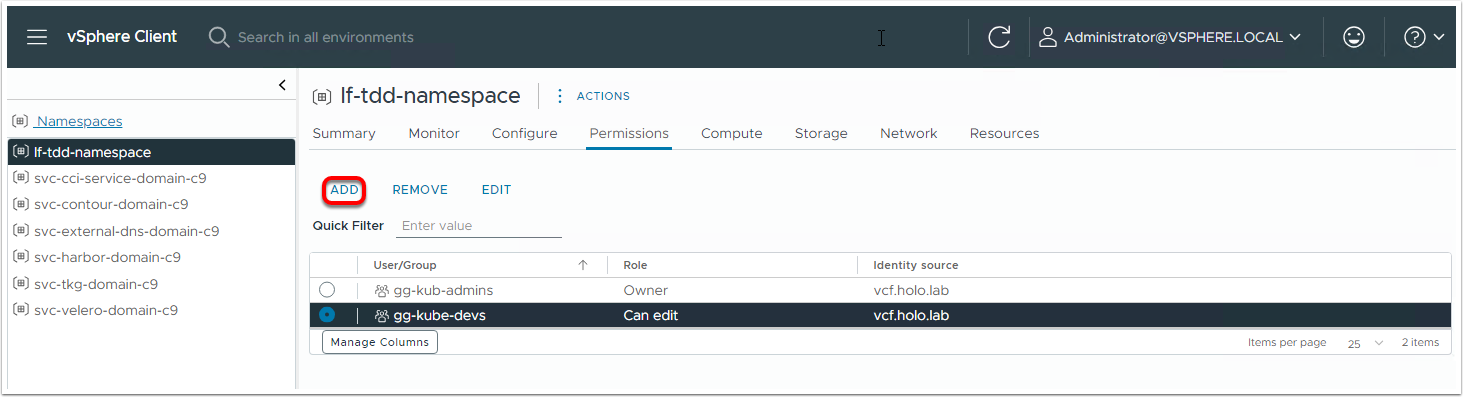 vSphere Client
Search in all environments
Administrator@VSPHERE.LOCAL
Namespaces
lf-tdd-namespace
svc-cci-service-domain-c9
svc-contour-domain-c9
svc-external-dns-domain-c9
svc-harbor-domain-c9
svc-tkg-domain-c9
svc-velero-domain-c9
lf-tdd-namespace
ACTIONS
Summary Monitor Configure Permissions Compute Storage Network Resources
ADD REMOVE EDIT
Quick Filter Enter value
User/Group Role Identity source
gg-kub-admins Owner vcf.holo.lab
gg-kube-devs Can edit vcf.holo.lab
Manage Columns Items per page 25 2 items